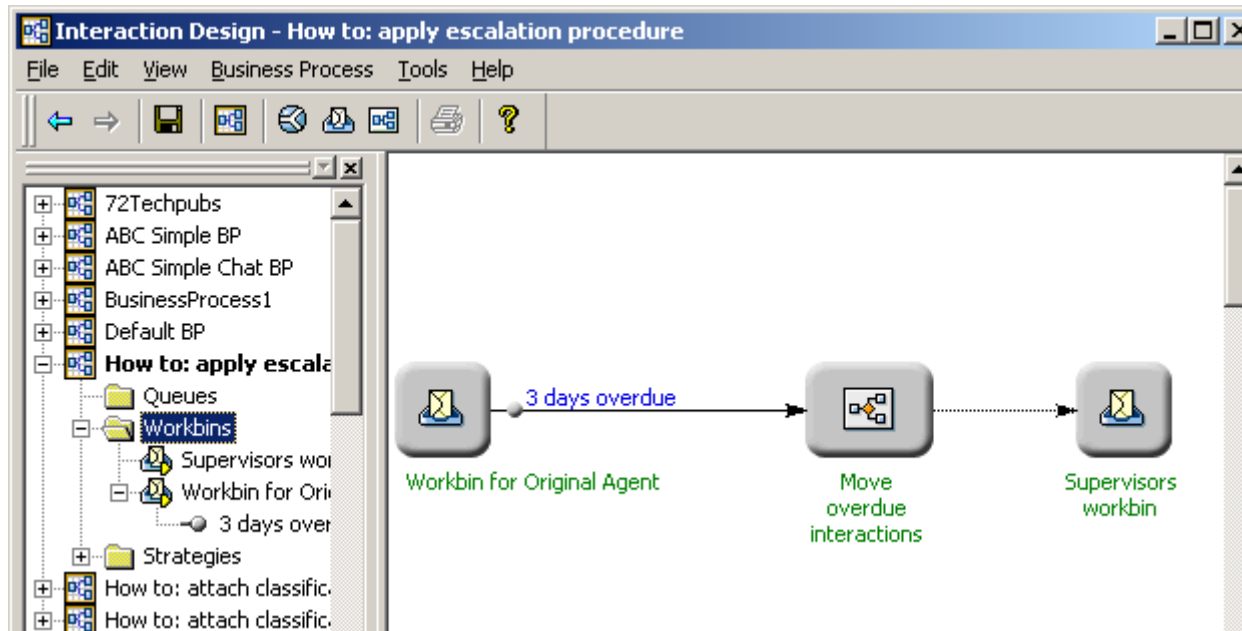 Interaction Design - How to: apply escalation procedure
File Edit View Business Process Tools Help
72Techpubs
ABC Simple BP
ABC Simple Chat BP
BusinessProcess1
Default BP
How to: apply escala
Queues
Workbins
Supervisors wor
Workbin for Orig
3 days over
Strategies
How to: attach classific
How to: attach classific
3 days overdue
Workbin for Original Agent
Move
overdue
interactions
Supervisors
workbin